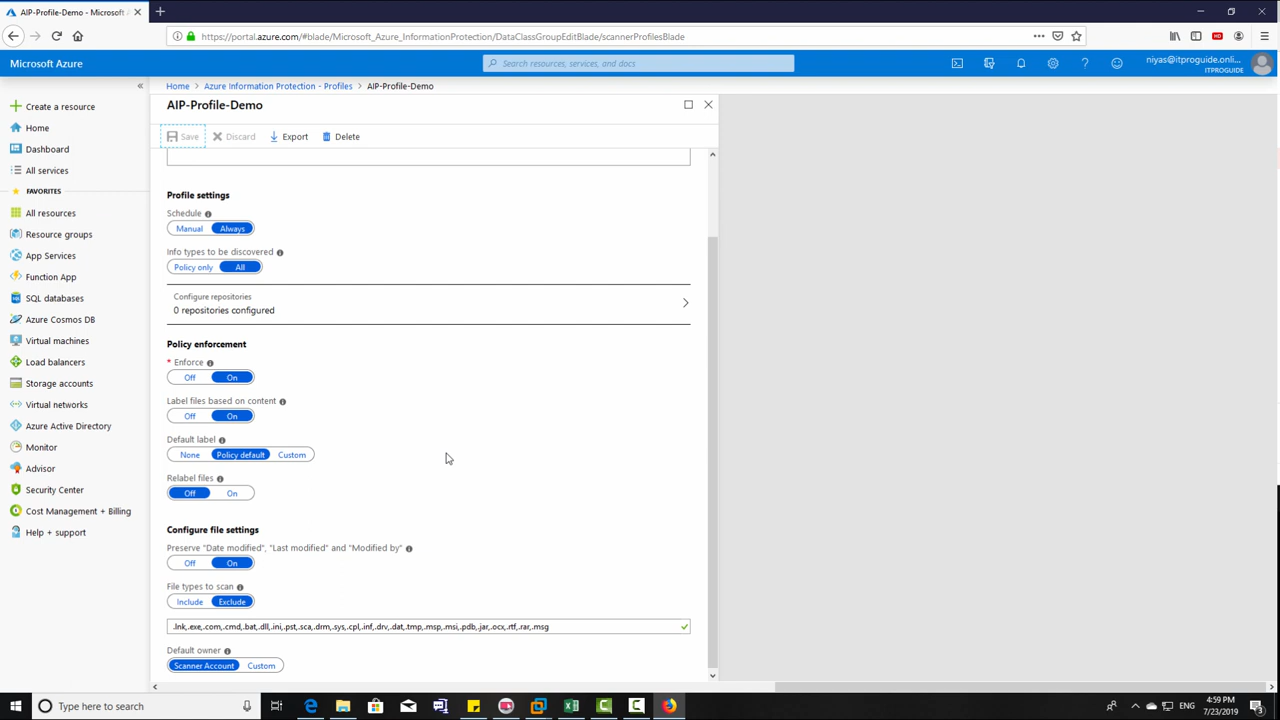 AIP-Profile-Demo - Microsoft A
https://portal.azure.com/#blade/Microsoft_Azure_InformationProtection/DataClassGroupEditBlade/scannerProfilesBlade
Microsoft Azure
Search resources, services, and docs
niyas@itproguide.onli...
ITPROGUIDE
Create a resource
Home
Dashboard
All services
FAVORITES
All resources
Resource groups
App Services
Function App
SQL databases
Azure Cosmos DB
Virtual machines
Load balancers
Storage accounts
Virtual networks
Azure Active Directory
Monitor
Advisor
Security Center
Cost Management + Billing
Help + support
Home > Azure Information Protection - Profiles > AIP-Profile-Demo
AIP-Profile-Demo
Save Discard Export Delete
Profile settings
Schedule
Manual Always
Info types to be discovered
Policy only All
Configure repositories
0 repositories configured
Policy enforcement
* Enforce
Off On
Label files based on content
Off On
Default label
None Policy default Custom
Relabel files
Off On
Configure file settings
Preserve "Date modified", "Last modified" and "Modified by"
Off On
File types to scan
Include Exclude
.lnk,.exe,.com,.cmd,.bat,.dll,.ini,.pst,.sca,.drm,.sys,.cpl,.inf,.drv,.dat,.tmp,.msp,.msi,.pdb,.jar,.ocx,.rtf,.rar,.msg
Default owner
Scanner Account Custom
Type here to search
ENG
4:59 PM
7/23/2019